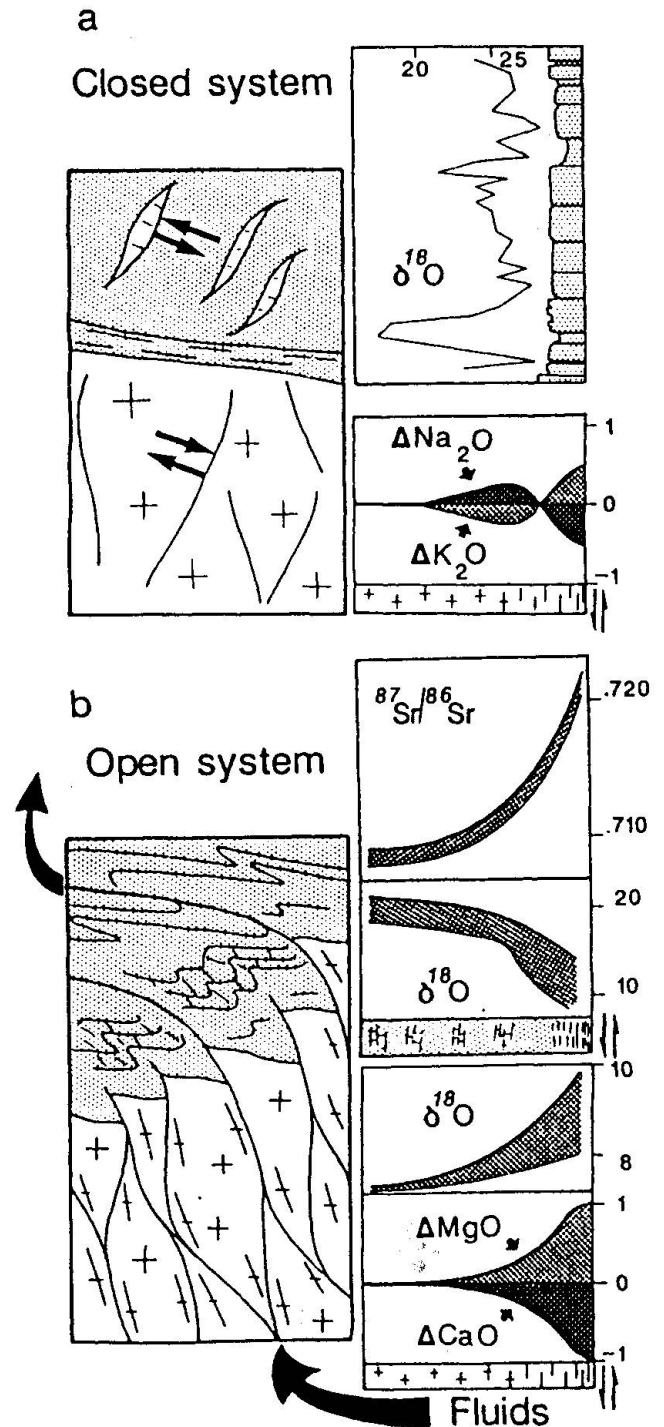 a
Closed system
20 25
δ¹⁸O
ΔNa₂O
ΔK₂O
1
0
-1
b
Open system
⁸⁷Sr/⁸⁶Sr
.720
.710
20
δ¹⁸O
10
10
δ¹⁸O
8
ΔMgO
1
0
ΔCaO
-1
Fluids